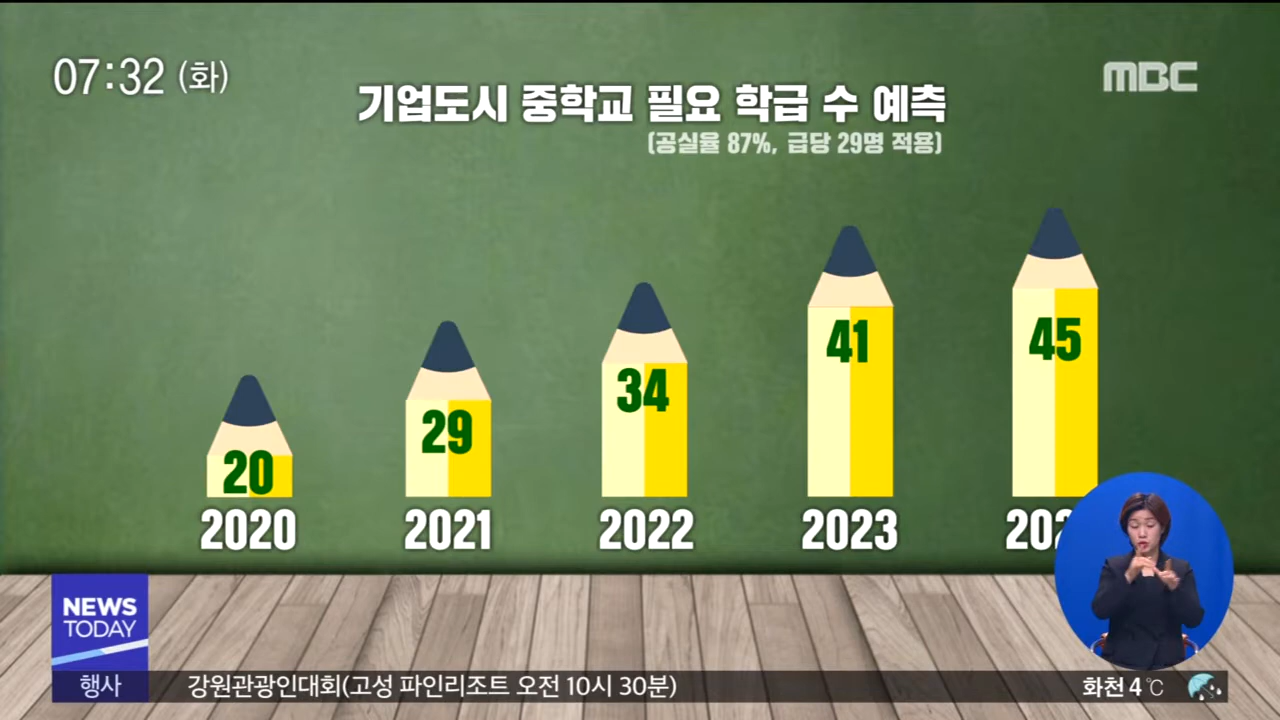 07:32 (화)
MBC
기업도시 중학교 필요 학급 수 예측
(공실율 87%, 급당 29명 적용)
20
29
34
41
45
2020
2021
2022
2023
NEWS
TODAY
행사
강원관광인대회(고성 파인리조트 오전 10시 30분)
화천 4℃